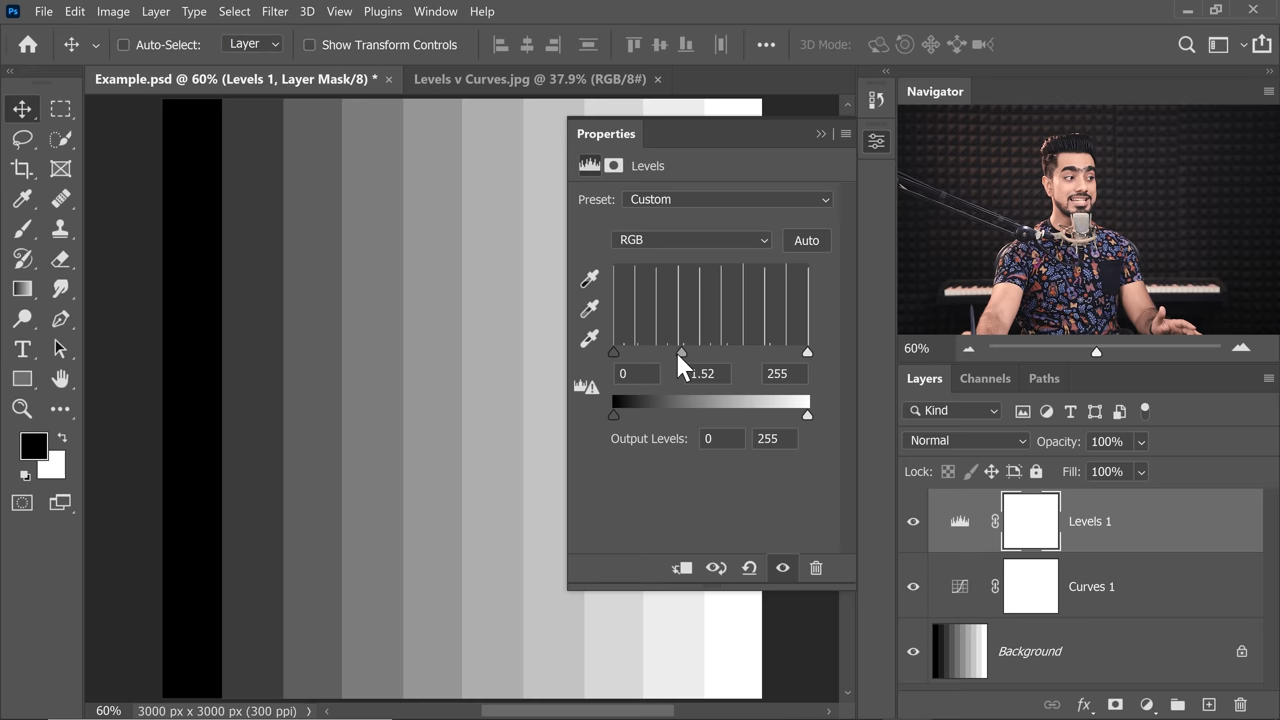 Ps File Edit Image Layer Type Select Filter 3D View Plugins Window Help
Auto-Select: Layer Show Transform Controls 3D Mode:
Example.psd @ 60% (Levels 1, Layer Mask/8) * × Levels v Curves.jpg @ 37.9% (RGB/8#) ×
Navigator
Properties
Levels
Preset: Custom
RGB Auto
0 1.52 255
Output Levels: 0 255
60%
Layers Channels Paths
Kind
Normal Opacity: 100%
Lock: Fill: 100%
Levels 1
Curves 1
Background
fx
60% 3000 px x 3000 px (300 ppi)